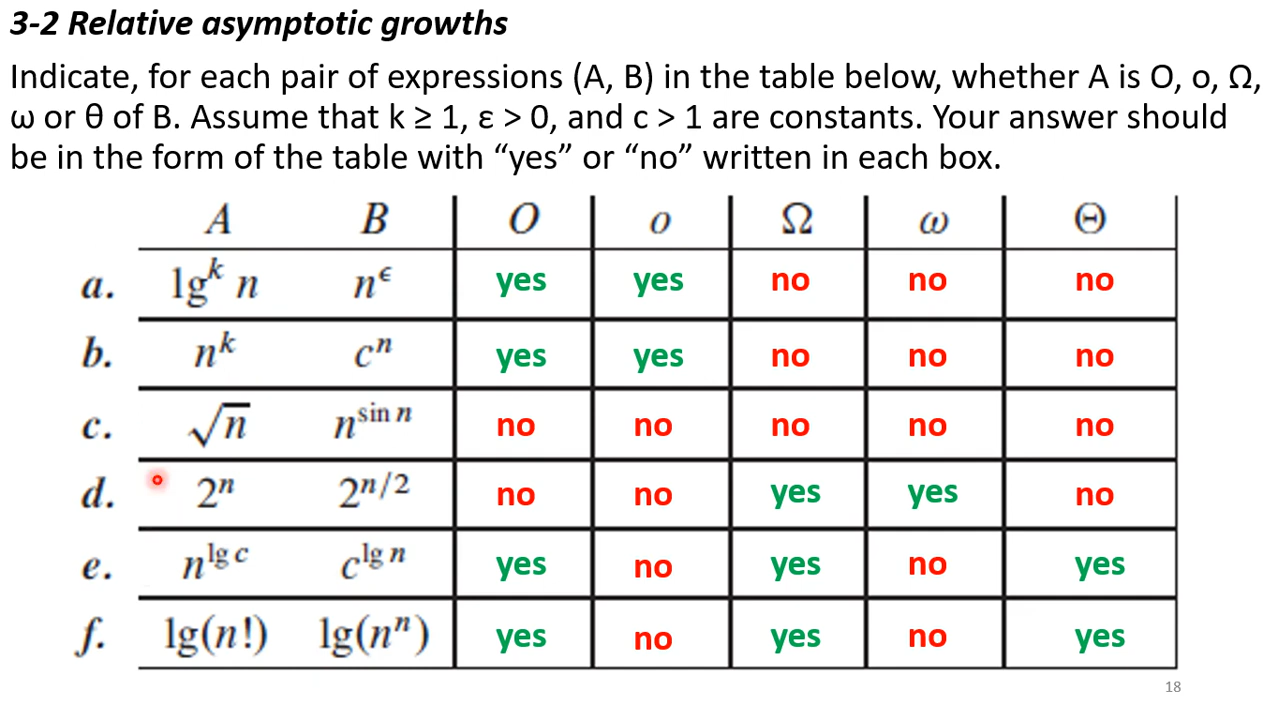 3-2 Relative asymptotic growths
Indicate, for each pair of expressions (A, B) in the table below, whether A is O, o, Ω,
ω or θ of B. Assume that k ≥ 1, ε > 0, and c > 1 are constants. Your answer should
be in the form of the table with “yes” or “no” written in each box.
A B O o Ω ω Θ
a. lg^k n n^ϵ yes yes no no no
b. n^k c^n yes yes no no no
c. √n n^sin n no no no no no
d. 2^n 2^n/2 no no yes yes no
e. n^lg c c^lg n yes no yes no yes
f. lg(n!) lg(n^n) yes no yes no yes
18